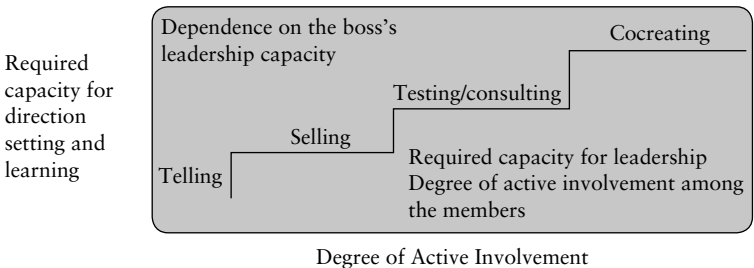 Required
capacity for
direction
setting and
learning
Dependence on the boss's
leadership capacity
Cocreating
Testing/consulting
Selling
Telling
Required capacity for leadership
Degree of active involvement among
the members
Degree of Active Involvement